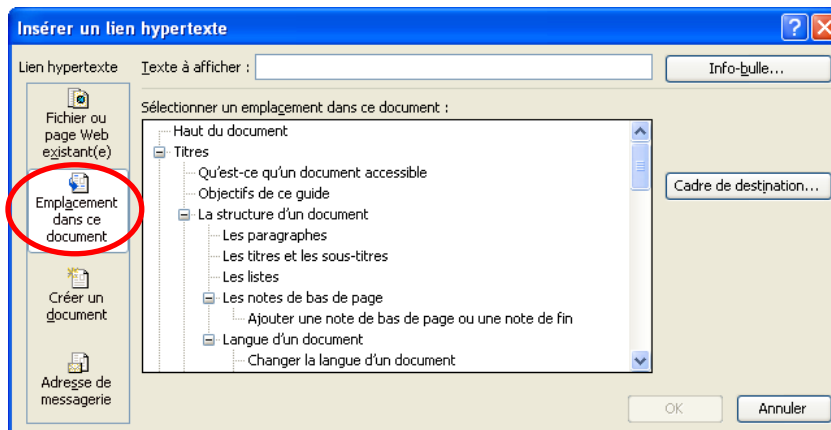 Insérer un lien hypertexte
Lien hypertexte
Texte à afficher :
Info-bulle...
Fichier ou
page Web
existant(e)
Emplacement
dans ce
document
Créer un
document
Adresse de
messagerie
Sélectionner un emplacement dans ce document :
Haut du document
Titres
Qu'est-ce qu'un document accessible
Objectifs de ce guide
La structure d'un document
Les paragraphes
Les titres et les sous-titres
Les listes
Les notes de bas de page
Ajouter une note de bas de page ou une note de fin
Langue d'un document
Changer la langue d'un document
Cadre de destination...
OK
Annuler